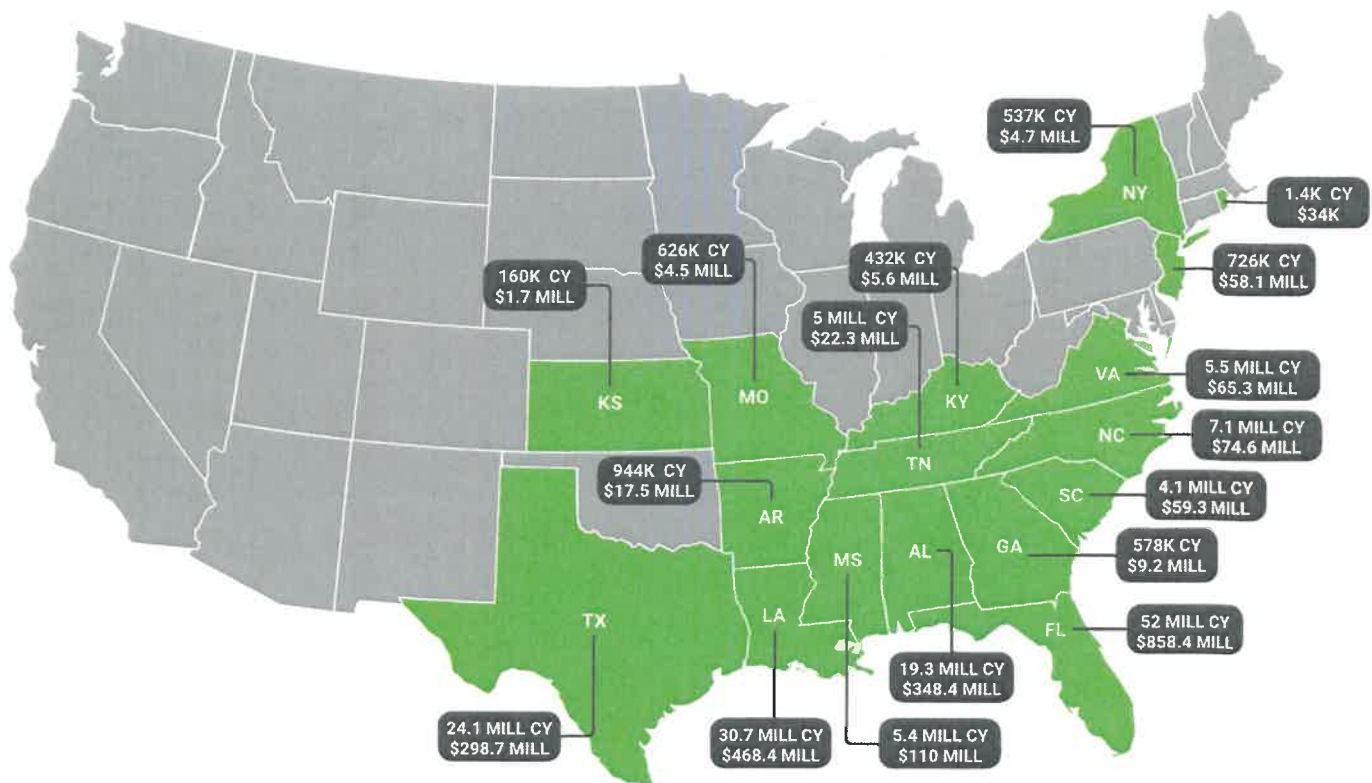 537K CY
$4.7 MILL
NY
1.4K CY
$34K
626K CY
$4.5 MILL
432K CY
$5.6 MILL
726K CY
$58.1 MILL
160K CY
$1.7 MILL
5 MILL CY
$22.3 MILL
VA
5.5 MILL CY
$65.3 MILL
KS
MO
KY
NC
7.1 MILL CY
$74.6 MILL
TN
944K CY
$17.5 MILL
AR
SC
4.1 MILL CY
$59.3 MILL
MS
AL
GA
578K CY
$9.2 MILL
TX
LA
FL
52 MILL CY
$858.4 MILL
19.3 MILL CY
$348.4 MILL
24.1 MILL CY
$298.7 MILL
30.7 MILL CY
$468.4 MILL
5.4 MILL CY
$110 MILL